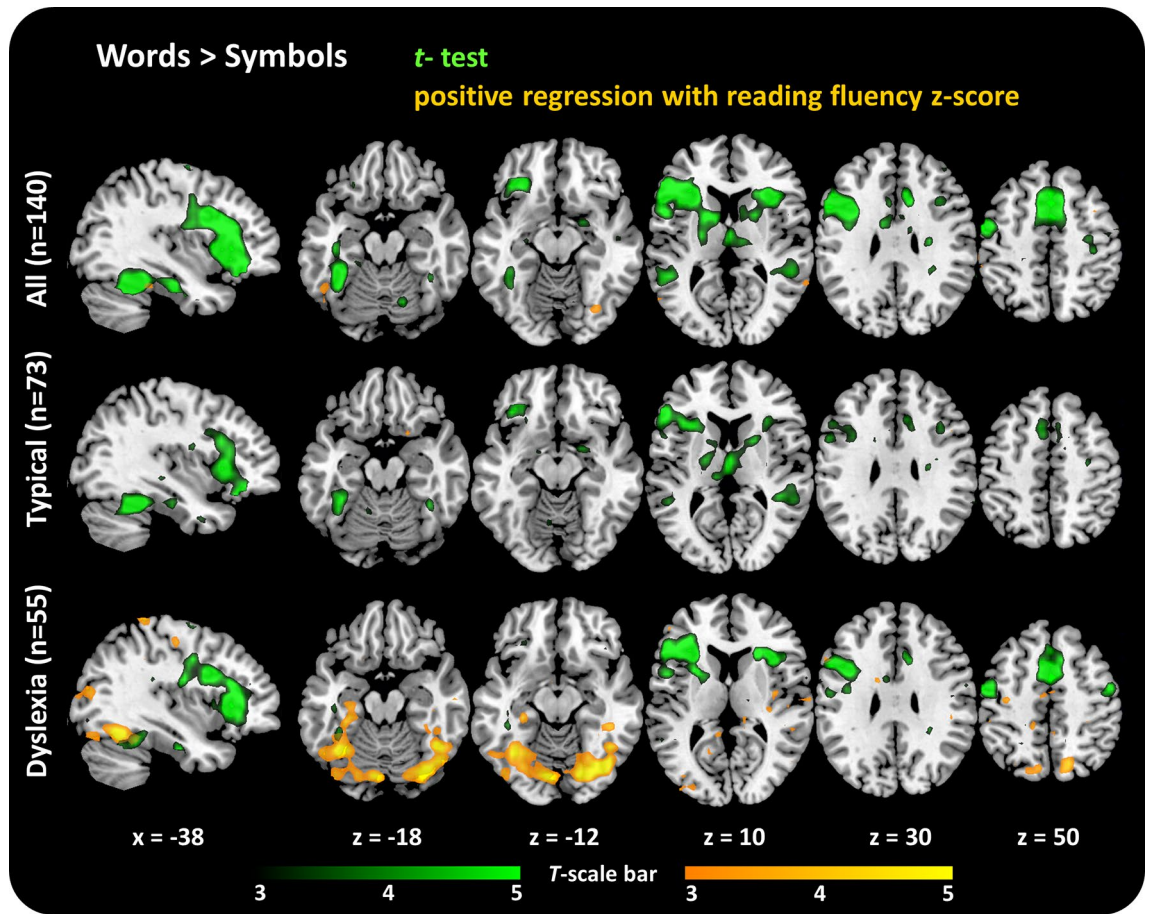 Words > Symbols
t- test
positive regression with reading fluency z-score
All (n=140)
Typical (n=73)
Dyslexia (n=55)
x = -38 z = -18 z = -12 z = 10 z = 30 z = 50
T-scale bar
3 4 5 3 4 5